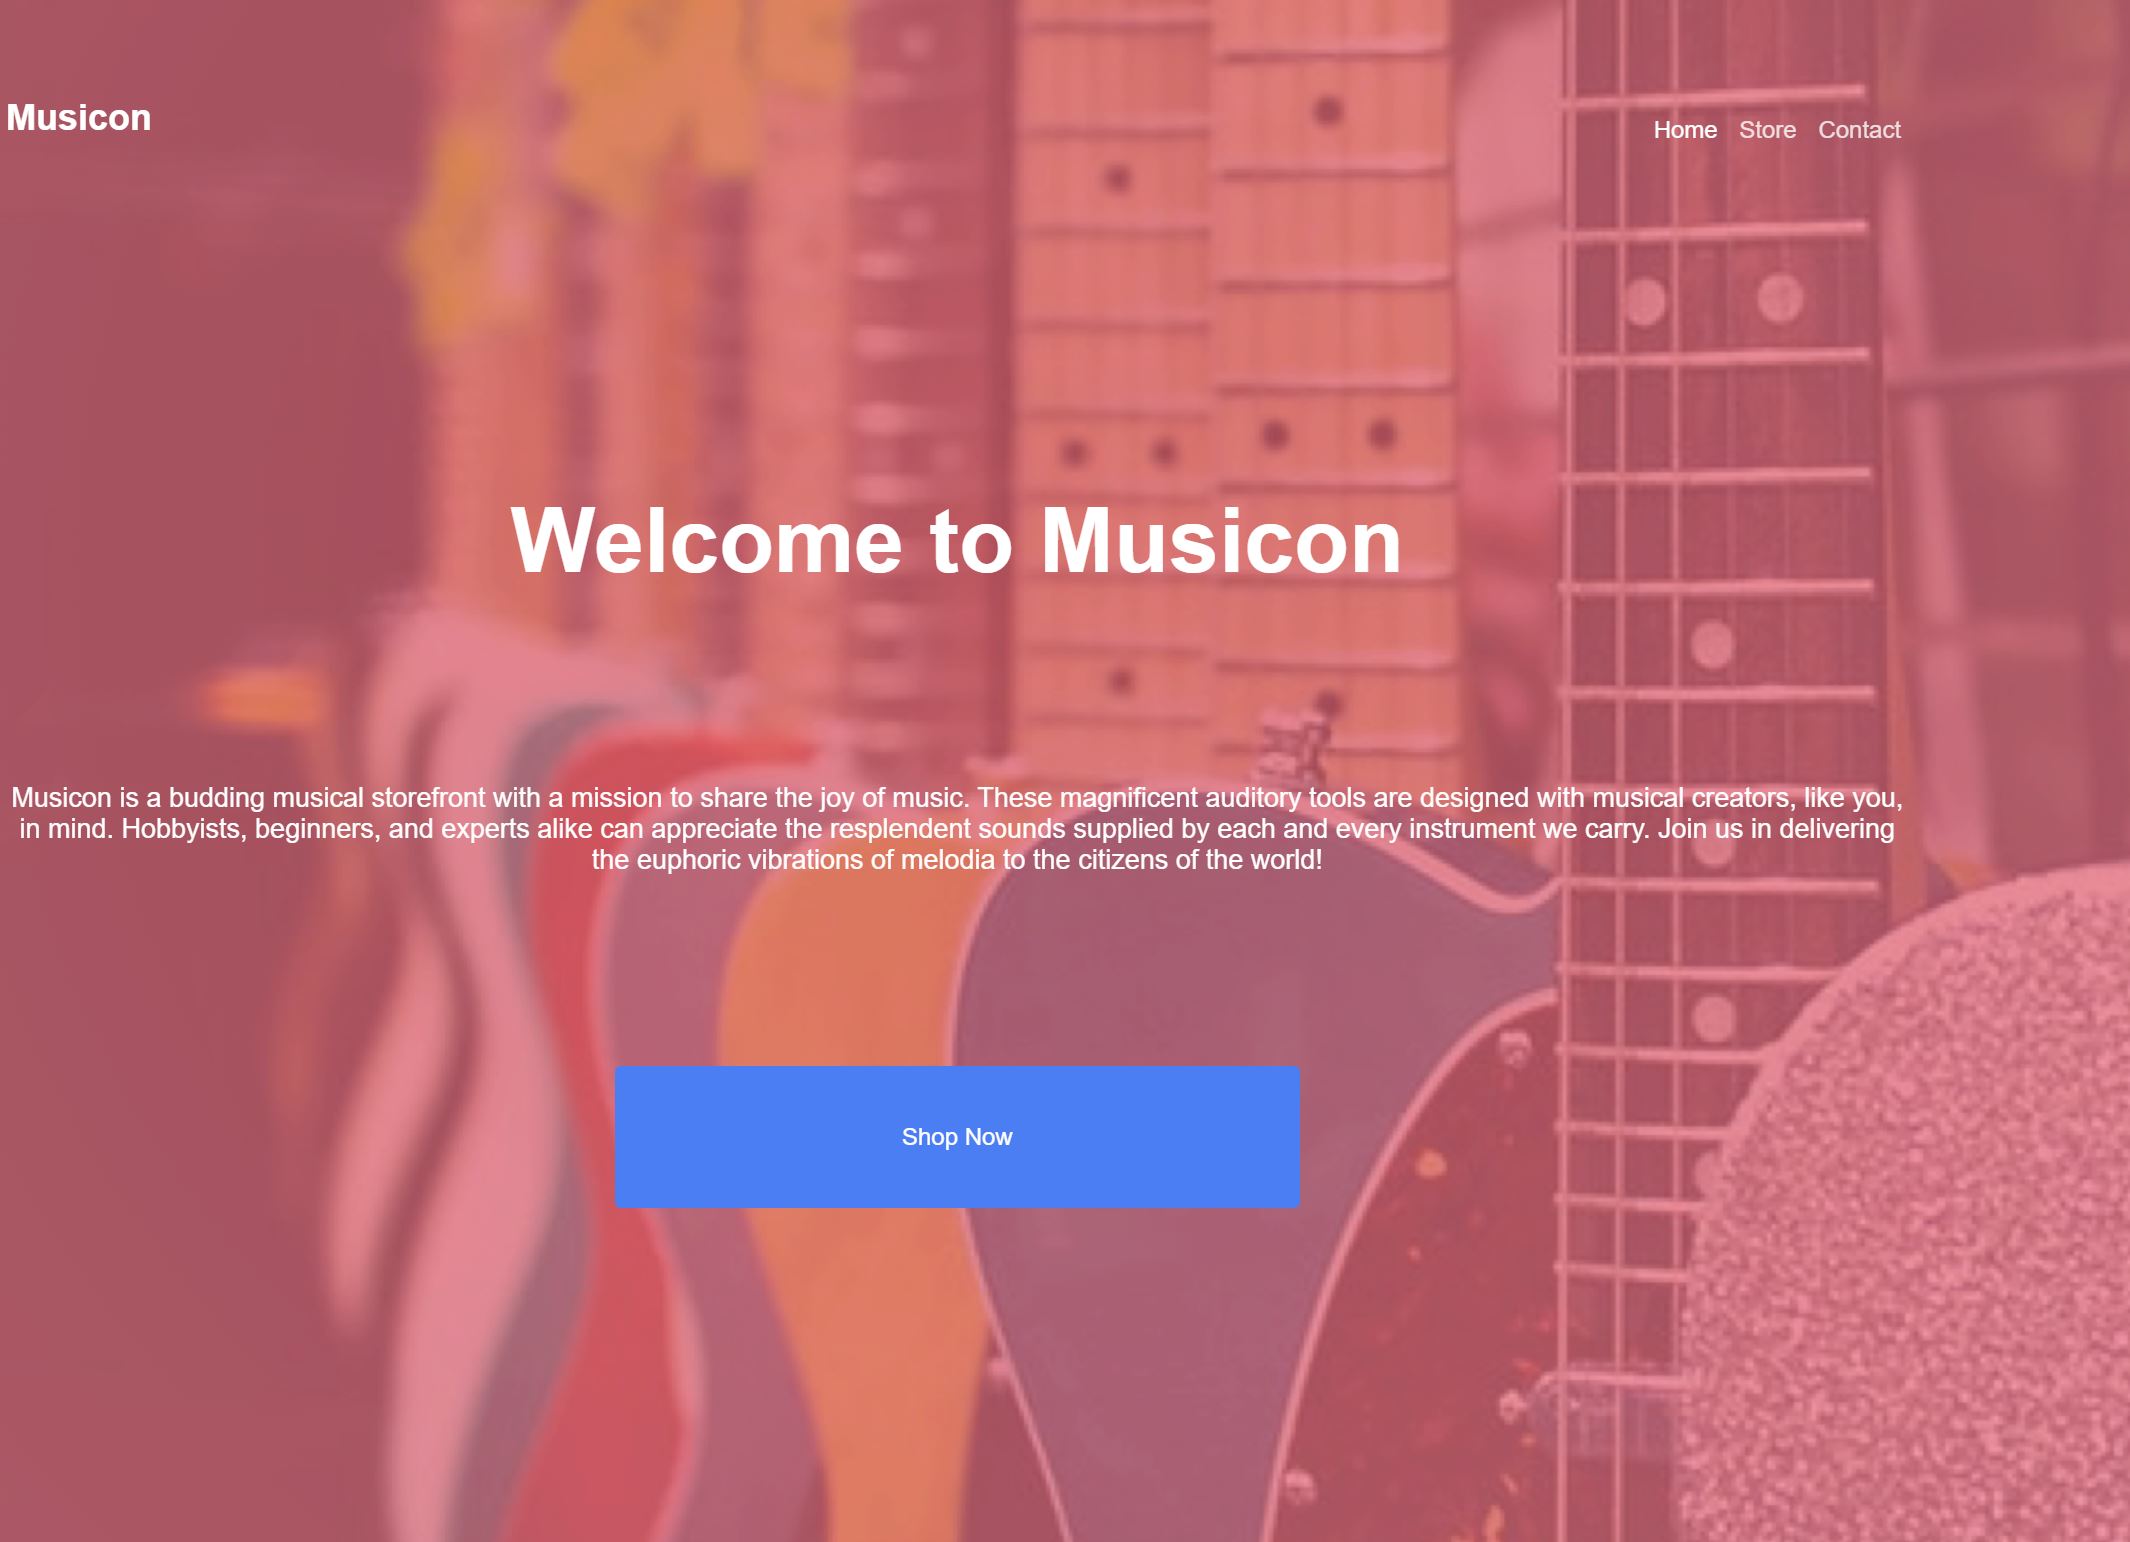 Musicon
Home Store Contact
Welcome to Musicon
Musicon is a budding musical storefront with a mission to share the joy of music. These magnificent auditory tools are designed with musical creators, like you,
in mind. Hobbyists, beginners, and experts alike can appreciate the resplendent sounds supplied by each and every instrument we carry. Join us in delivering
the euphoric vibrations of melodia to the citizens of the world!
Shop Now